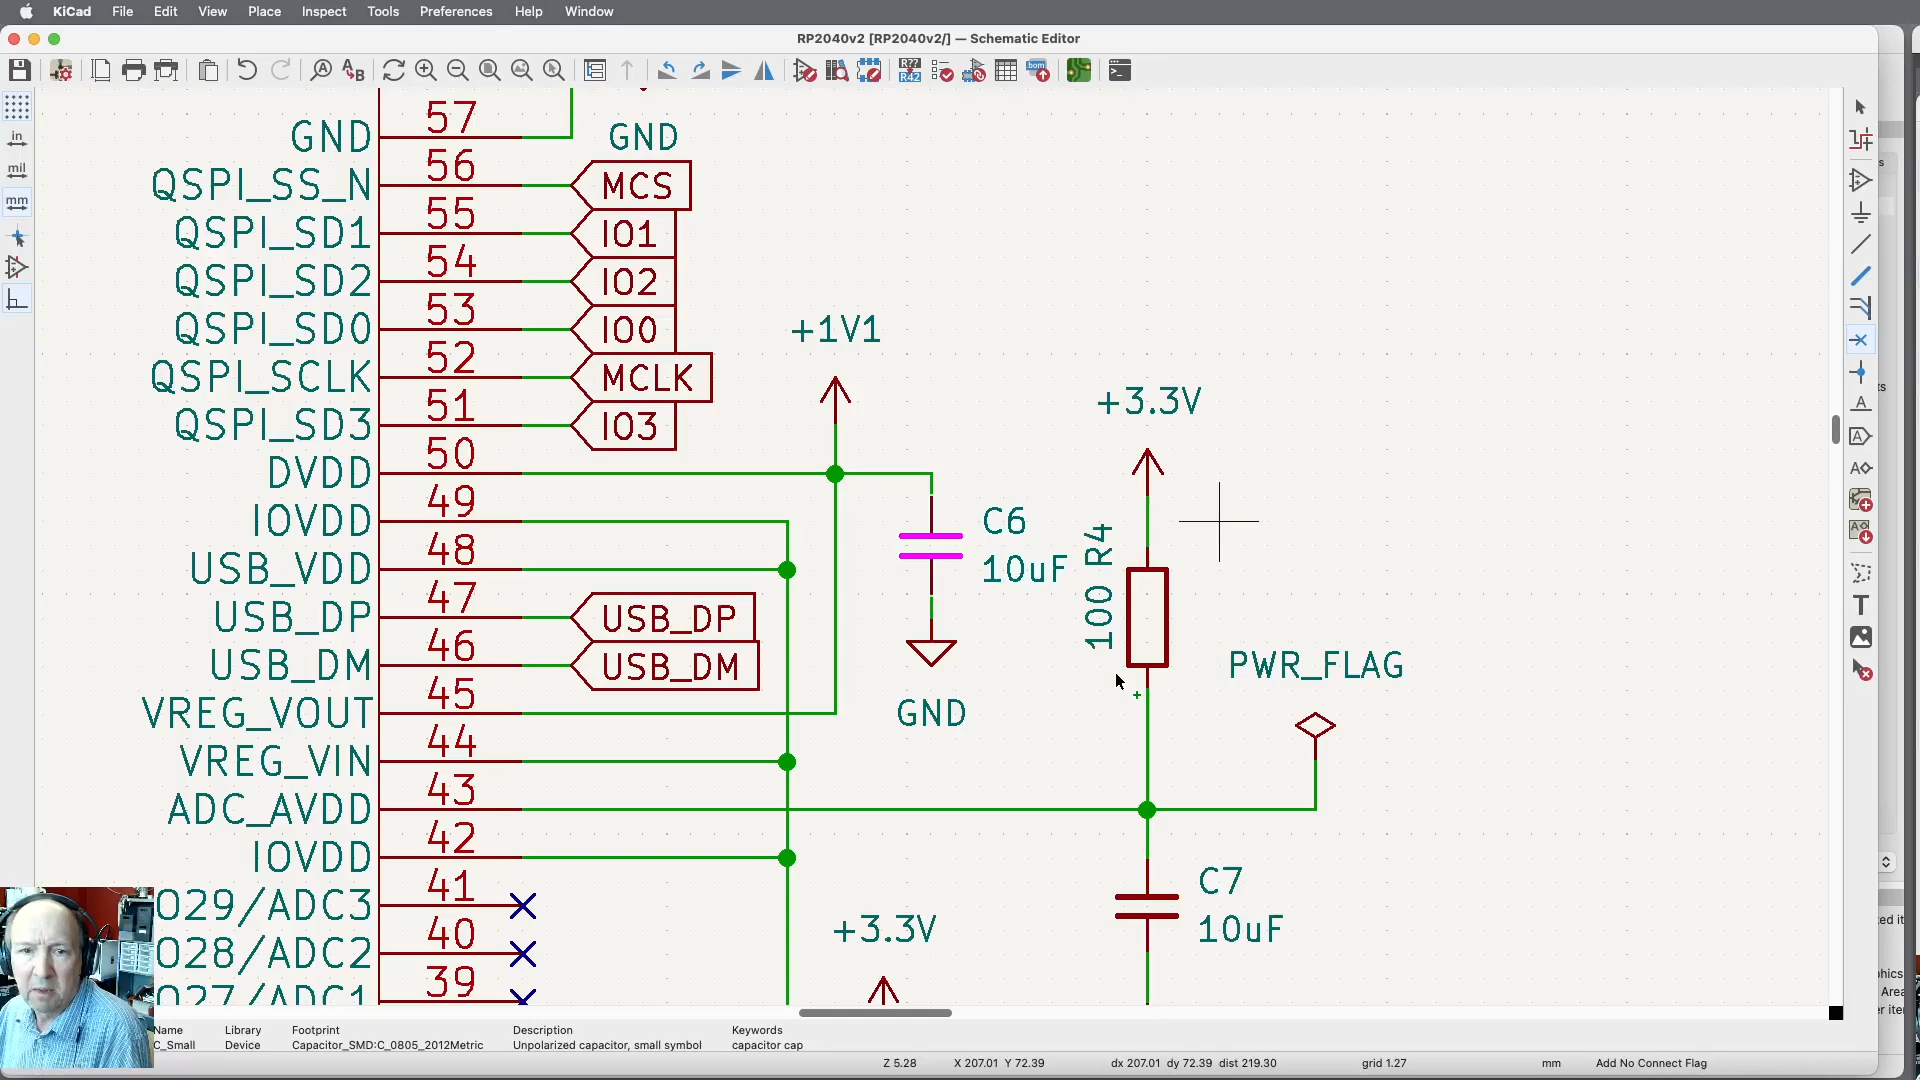 KiCad File Edit View Place Inspect Tools Preferences Help Window
RP2040v2 [RP2040v2/] — Schematic Editor
in
mil
mm
GND 57 GND
QSPI_SS_N 56 MCS
QSPI_SD1 55 IO1
QSPI_SD2 54 IO2
QSPI_SD0 53 IO0
QSPI_SCLK 52 MCLK
QSPI_SD3 51 IO3
+1V1
+3.3V
DVDD 50
IOVDD 49
C6
10uF
100 R4
USB_VDD 48
USB_DP 47 USB_DP
USB_DM 46 USB_DM
PWR_FLAG
VREG_VOUT 45
GND
VREG_VIN 44
ADC_AVDD 43
IOVDD 42
C7
10uF
O29/ADC3 41
+3.3V
O28/ADC2 40
O27/ADC1 39
Name Library Footprint Description Keywords
C_Small Device Capacitor_SMD:C_0805_2012Metric Unpolarized capacitor, small symbol capacitor cap
Z 5.28 X 207.01 Y 72.39 dx 207.01 dy 72.39 dist 219.30 grid 1.27 mm Add No Connect Flag